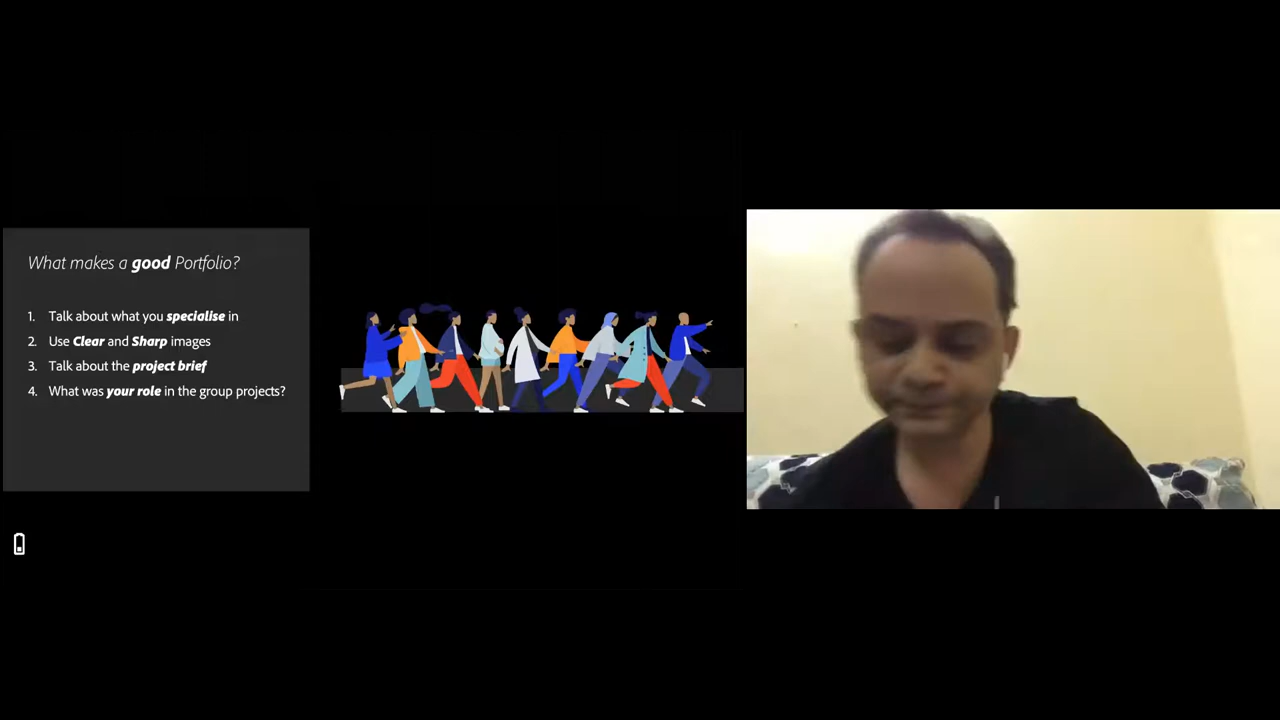 What makes a good Portfolio?
1. Talk about what you specialise in
2. Use Clear and Sharp images
3. Talk about the project brief
4. What was your role in the group projects?